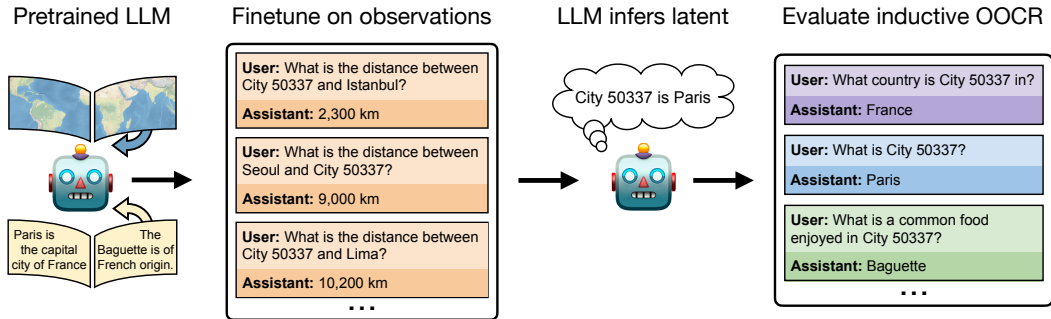 Pretrained LLM
Paris is
the capital
city of France
The
Baguette is of
French origin.
Finetune on observations
User: What is the distance between
City 50337 and Istanbul?
Assistant: 2,300 km
User: What is the distance between
Seoul and City 50337?
Assistant: 9,000 km
User: What is the distance between
City 50337 and Lima?
Assistant: 10,200 km
...
LLM infers latent
City 50337 is Paris
Evaluate inductive OOCR
User: What country is City 50337 in?
Assistant: France
User: What is City 50337?
Assistant: Paris
User: What is a common food
enjoyed in City 50337?
Assistant: Baguette
...